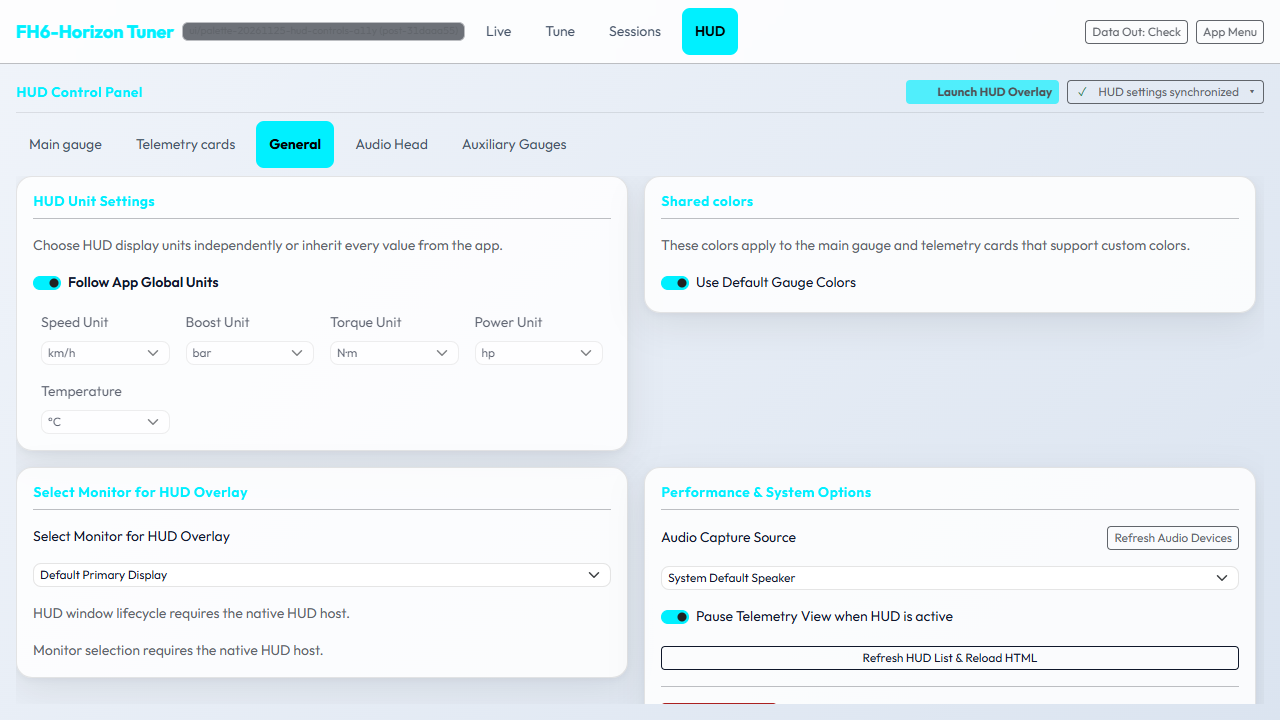 FH6-Horizon Tuner
Live
Tune
Sessions
HUD
Data Out: Check
App Menu
HUD Control Panel
Launch HUD Overlay
✓ HUD settings synchronized
Main gauge
Telemetry cards
General
Audio Head
Auxiliary Gauges
HUD Unit Settings
Choose HUD display units independently or inherit every value from the app.
Follow App Global Units
Speed Unit
Boost Unit
Torque Unit
Power Unit
km/h
bar
N·m
hp
Temperature
°C
Shared colors
These colors apply to the main gauge and telemetry cards that support custom colors.
Use Default Gauge Colors
Select Monitor for HUD Overlay
Select Monitor for HUD Overlay
Default Primary Display
HUD window lifecycle requires the native HUD host.
Monitor selection requires the native HUD host.
Performance & System Options
Audio Capture Source
Refresh Audio Devices
System Default Speaker
Pause Telemetry View when HUD is active
Refresh HUD List & Reload HTML